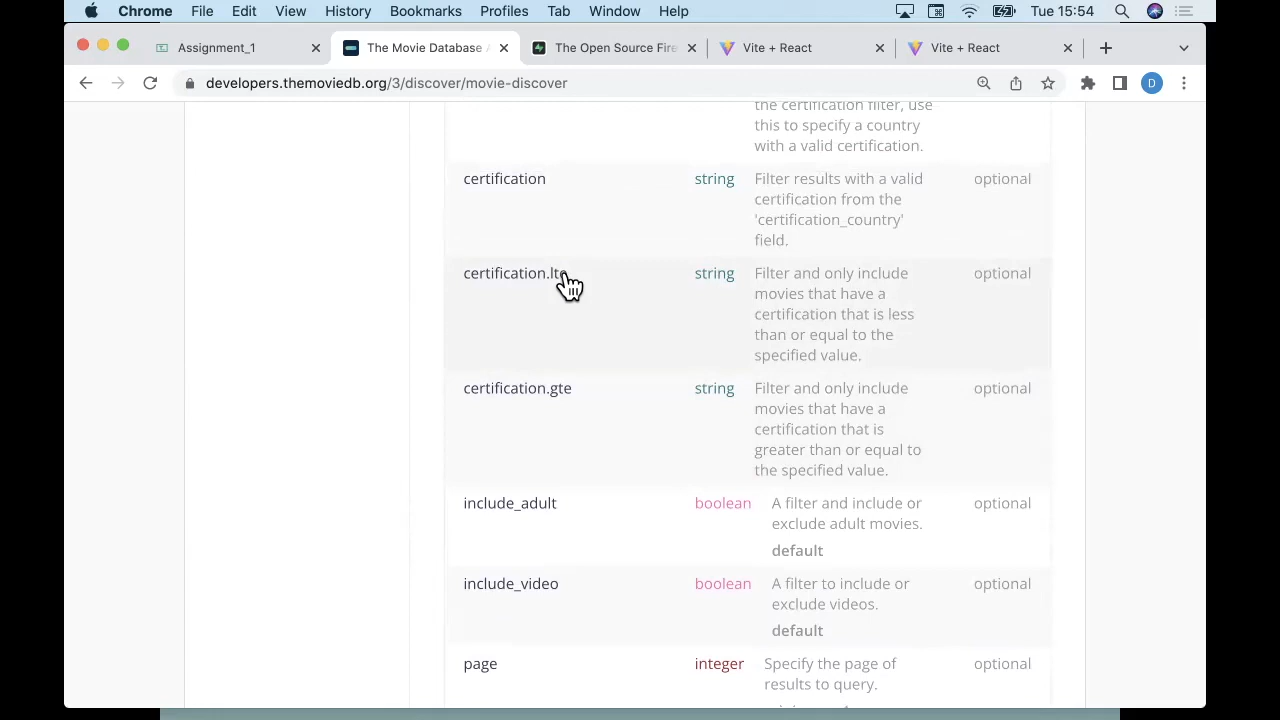 Chrome File Edit View History Bookmarks Profiles Tab Window Help Tue 15:54
Assignment_1 The Movie Database The Open Source Fire Vite + React Vite + React
developers.themoviedb.org/3/discover/movie-discover D
the certification filter, use
this to specify a country
with a valid certification.
certification string Filter results with a valid optional
certification from the
'certification_country'
field.
certification.lte string Filter and only include optional
movies that have a
certification that is less
than or equal to the
specified value.
certification.gte string Filter and only include optional
movies that have a
certification that is
greater than or equal to
the specified value.
include_adult boolean A filter and include or optional
exclude adult movies.
default
include_video boolean A filter to include or optional
exclude videos.
default
page integer Specify the page of optional
results to query.